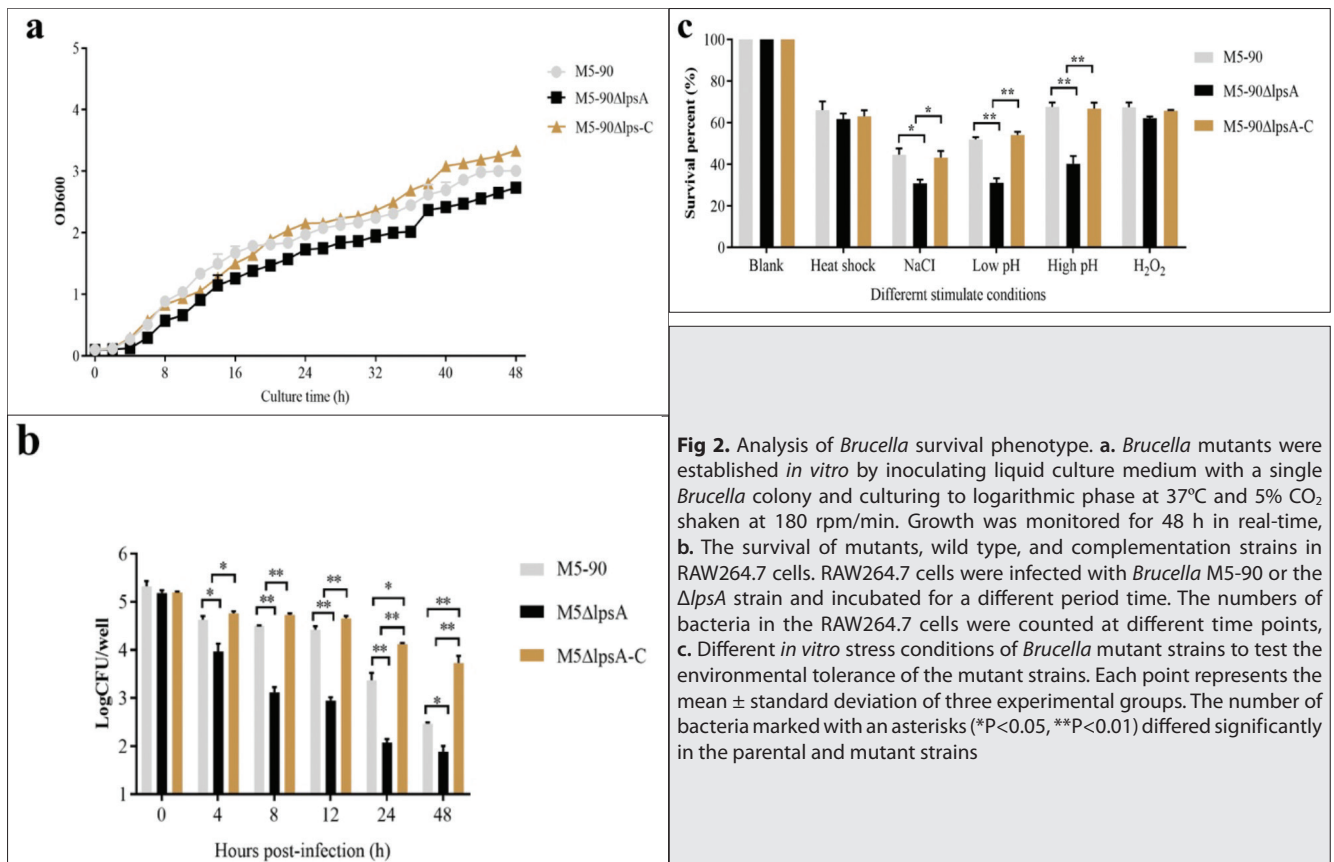 a
5
4
3
2
1
0
OD600
0 8 16 24 32 40 48
Culture time (h)
M5-90
M5-90ΔlpsA
M5-90Δlps-C
c
100
80
60
40
20
0
Survival percent (%)
* * ** ** ** **
Blank Heat shock NaCI Low pH High pH H₂O₂
Differernt stimulate conditions
M5-90
M5-90ΔlpsA
M5-90ΔlpsA-C
b
6
5
4
3
2
1
LogCFU/well
* * ** ** ** ** * ** ** ** ** *
0 4 8 12 24 48
Hours post-infection (h)
M5-90
M5ΔlpsA
M5ΔlpsA-C
Fig 2. Analysis of Brucella survival phenotype. a. Brucella mutants were
established in vitro by inoculating liquid culture medium with a single
Brucella colony and culturing to logarithmic phase at 37ºC and 5% CO₂
shaken at 180 rpm/min. Growth was monitored for 48 h in real-time,
b. The survival of mutants, wild type, and complementation strains in
RAW264.7 cells. RAW264.7 cells were infected with Brucella M5-90 or the
ΔlpsA strain and incubated for a different period time. The numbers of
bacteria in the RAW264.7 cells were counted at different time points,
c. Different in vitro stress conditions of Brucella mutant strains to test the
environmental tolerance of the mutant strains. Each point represents the
mean ± standard deviation of three experimental groups. The number of
bacteria marked with an asterisks (*P<0.05, **P<0.01) differed significantly
in the parental and mutant strains